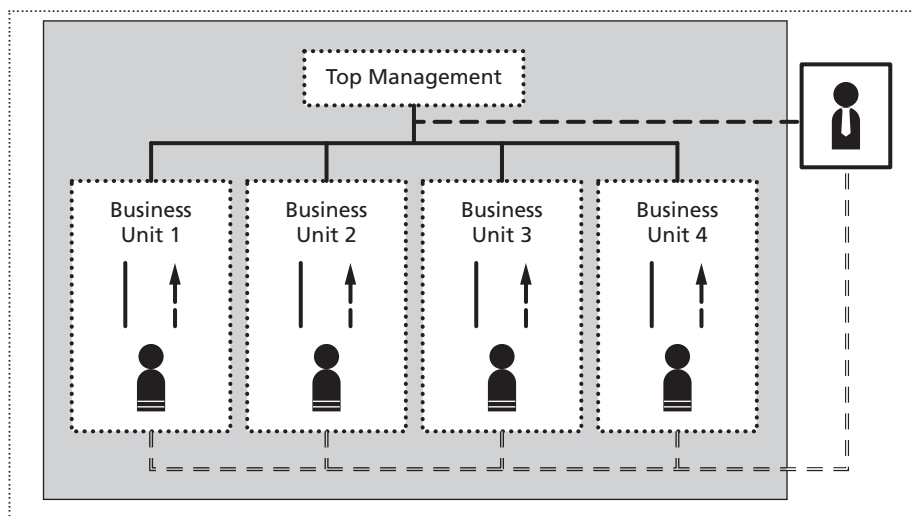 Top Management
Business
Unit 1
Business
Unit 2
Business
Unit 3
Business
Unit 4